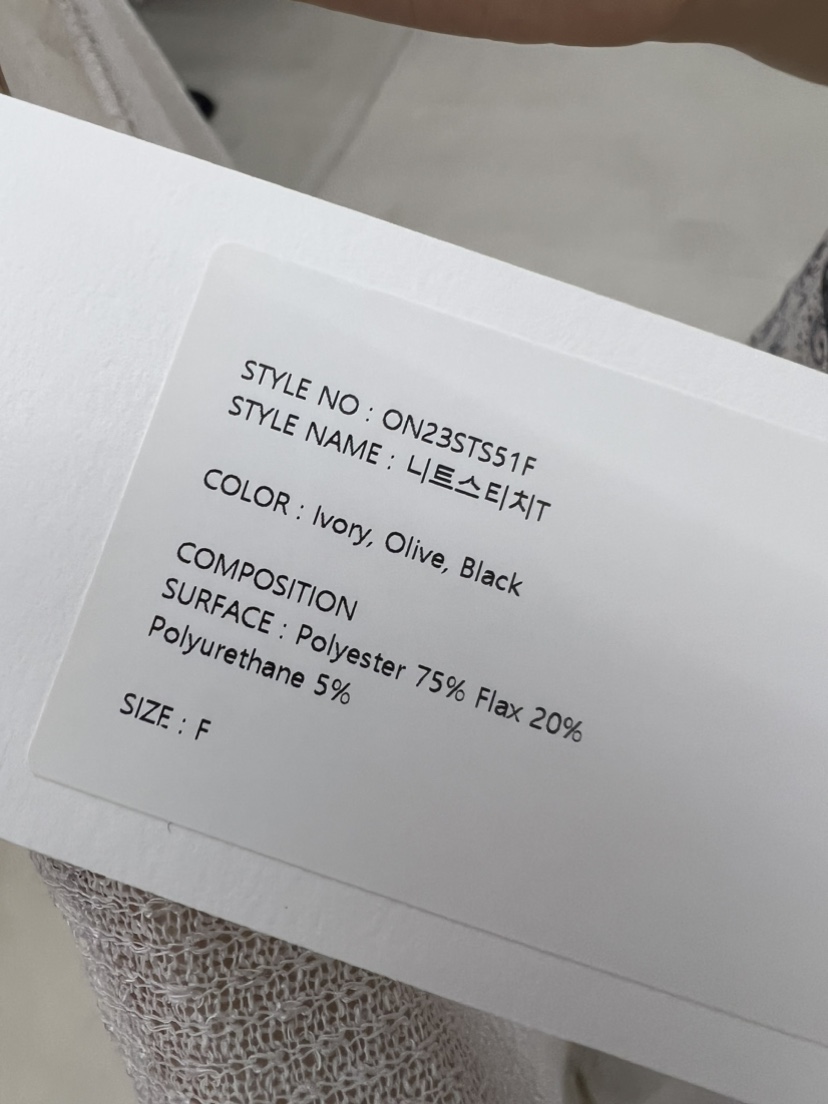 STYLE NO : ON23STS51F
STYLE NAME : 니트스티치T
COLOR : Ivory, Olive, Black
COMPOSITION
SURFACE : Polyester 75% Flax 20%
Polyurethane 5%
SIZE : F